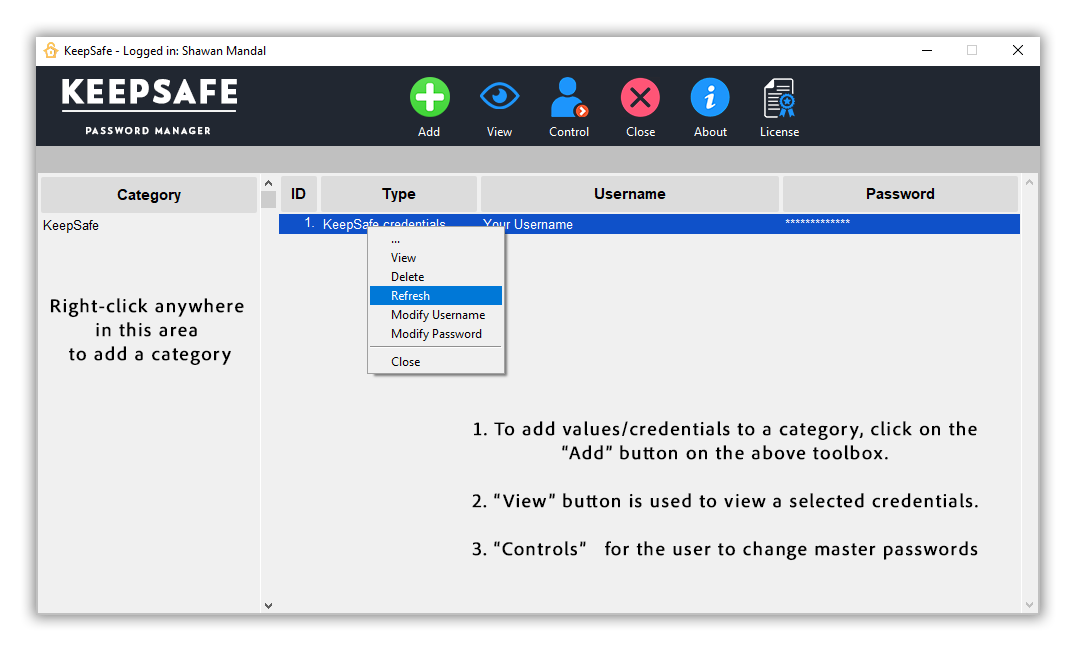 KeepSafe - Logged in: Shawan Mandal
KEEPSAFE
PASSWORD MANAGER
Add View Control Close About License
Category ID Type Username Password
KeepSafe 1. KeepSafe credentials Your Username *************
...
View
Delete
Refresh
Modify Username
Modify Password
Close
Right-click anywhere
in this area
to add a category
1. To add values/credentials to a category, click on the
“Add” button on the above toolbox.
2. “View” button is used to view a selected credentials.
3. “Controls” for the user to change master passwords